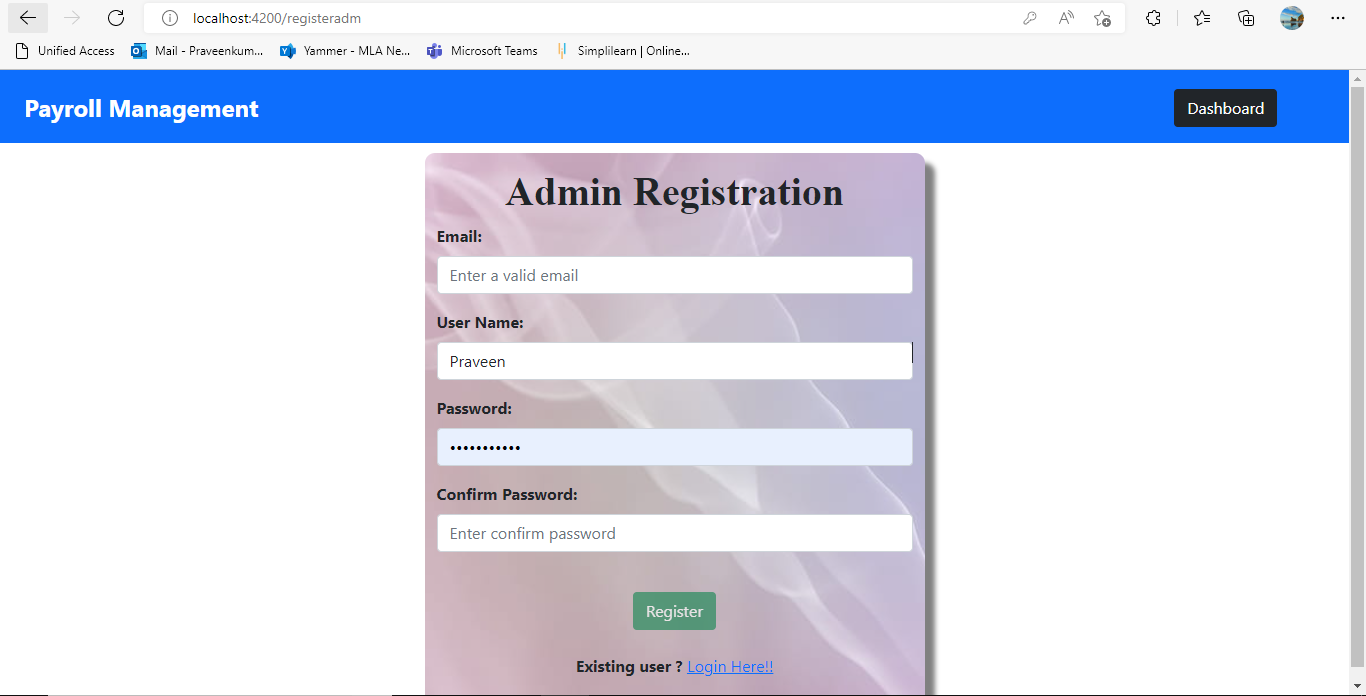 localhost:4200/registeradm
Unified Access
Mail - Praveenkum...
Yammer - MLA Ne...
Microsoft Teams
Simplilearn | Online...
Payroll Management
Dashboard
Admin Registration
Email:
Enter a valid email
User Name:
Praveen
Password:
•••••••••••
Confirm Password:
Enter confirm password
Register
Existing user ? Login Here!!